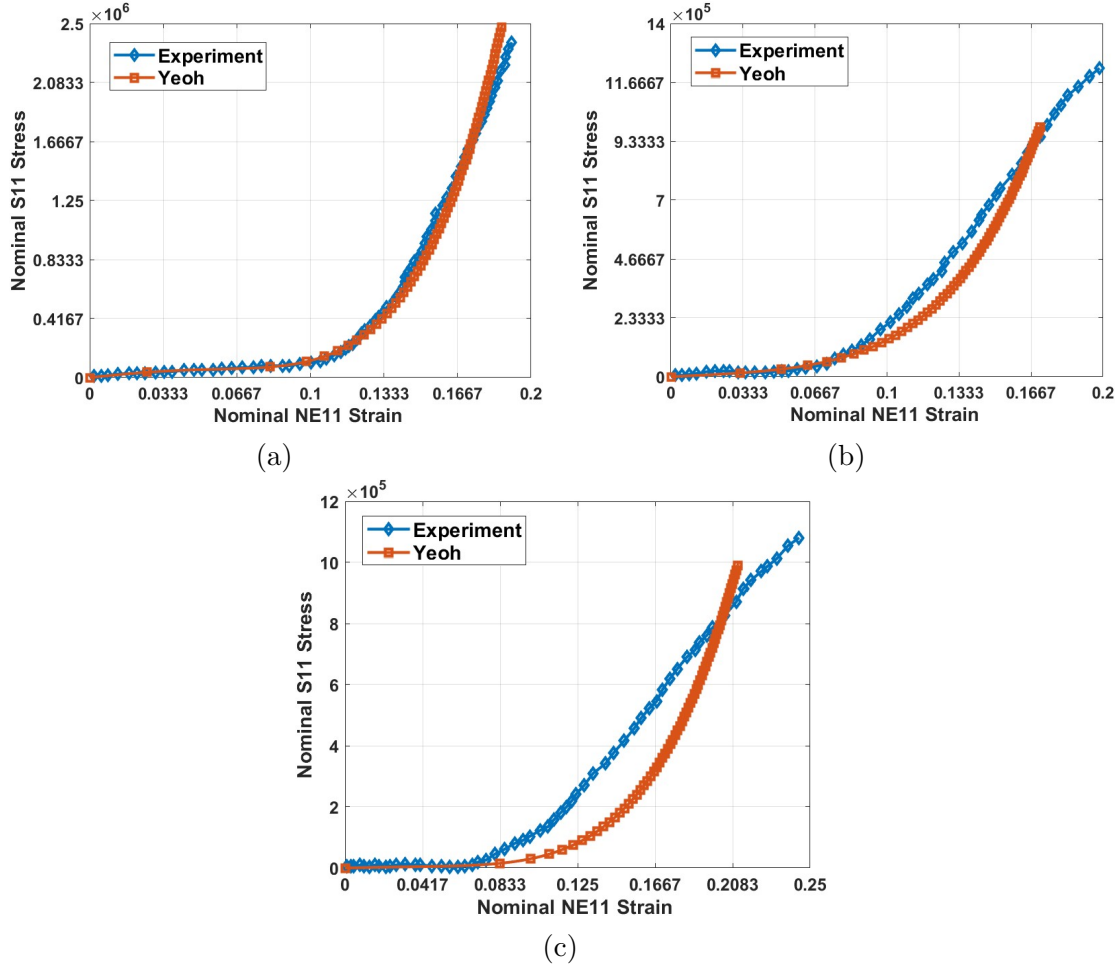 ×10^6
2.5
2.0833
1.6667
1.25
0.8333
0.4167
0
Nominal S11 Stress
Experiment
Yeoh
0 0.0333 0.0667 0.1 0.1333 0.1667 0.2
Nominal NE11 Strain
(a)
×10^5
14
11.6667
9.3333
7
4.6667
2.3333
0
Nominal S11 Stress
Experiment
Yeoh
0 0.0333 0.0667 0.1 0.1333 0.1667 0.2
Nominal NE11 Strain
(b)
×10^5
12
10
8
6
4
2
0
Nominal S11 Stress
Experiment
Yeoh
0 0.0417 0.0833 0.125 0.1667 0.2083 0.25
Nominal NE11 Strain
(c)